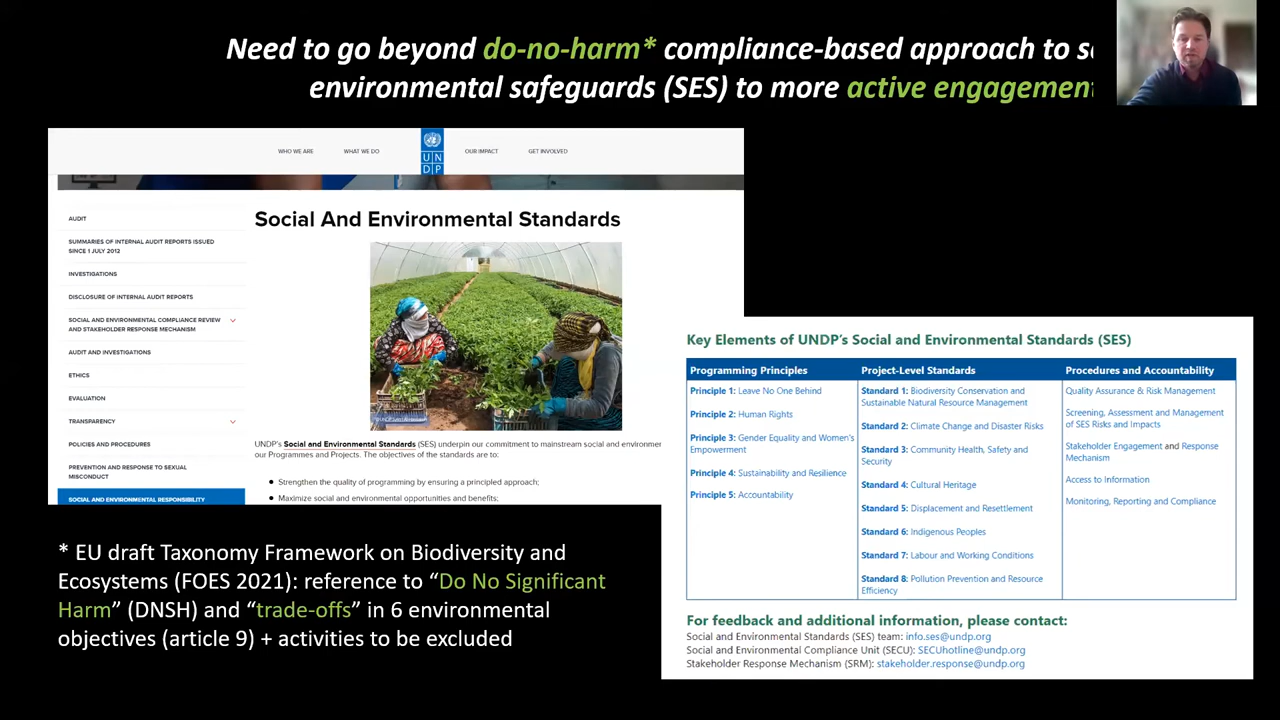 Need to go beyond do-no-harm* compliance-based approach to
environmental safeguards (SES) to more active engagement
WHO WE ARE
WHAT WE DO
U N
D P
OUR IMPACT
GET INVOLVED
AUDIT
SUMMARIES OF INTERNAL AUDIT REPORTS ISSUED
SINCE 1 JULY 2012
INVESTIGATIONS
DISCLOSURE OF INTERNAL AUDIT REPORTS
SOCIAL AND ENVIRONMENTAL COMPLIANCE REVIEW
AND STAKEHOLDER RESPONSE MECHANISM
AUDIT AND INVESTIGATIONS
ETHICS
EVALUATION
TRANSPARENCY
POLICIES AND PROCEDURES
PREVENTION AND RESPONSE TO SEXUAL
MISCONDUCT
SOCIAL AND ENVIRONMENTAL RESPONSIBILITY
Social And Environmental Standards
UNDP's Social and Environmental Standards (SES) underpin our commitment to mainstream social and
our Programmes and Projects. The objectives of the standards are to:
● Strengthen the quality of programming by ensuring a principled approach;
● Maximize social and environmental opportunities and benefits;
Key Elements of UNDP's Social and Environmental Standards (SES)
Programming Principles
Principle 1: Leave No One Behind
Principle 2: Human Rights
Principle 3: Gender Equality and Women's
Empowerment
Principle 4: Sustainability and Resilience
Principle 5: Accountability
Project-Level Standards
Standard 1: Biodiversity Conservation and
Sustainable Natural Resource Management
Standard 2: Climate Change and Disaster Risks
Standard 3: Community Health, Safety and
Security
Standard 4: Cultural Heritage
Standard 5: Displacement and Resettlement
Standard 6: Indigenous Peoples
Standard 7: Labour and Working Conditions
Standard 8: Pollution Prevention and Resource
Efficiency
Procedures and Accountability
Quality Assurance & Risk Management
Screening, Assessment and Management
of SES Risks and Impacts
Stakeholder Engagement and Response
Mechanism
Access to Information
Monitoring, Reporting and Compliance
For feedback and additional information, please contact:
Social and Environmental Standards (SES) team: info.ses@undp.org
Social and Environmental Compliance Unit (SECU): SECUhotline@undp.org
Stakeholder Response Mechanism (SRM): stakeholder.response@undp.org
* EU draft Taxonomy Framework on Biodiversity and
Ecosystems (FOES 2021): reference to “Do No Significant
Harm” (DNSH) and “trade-offs” in 6 environmental
objectives (article 9) + activities to be excluded